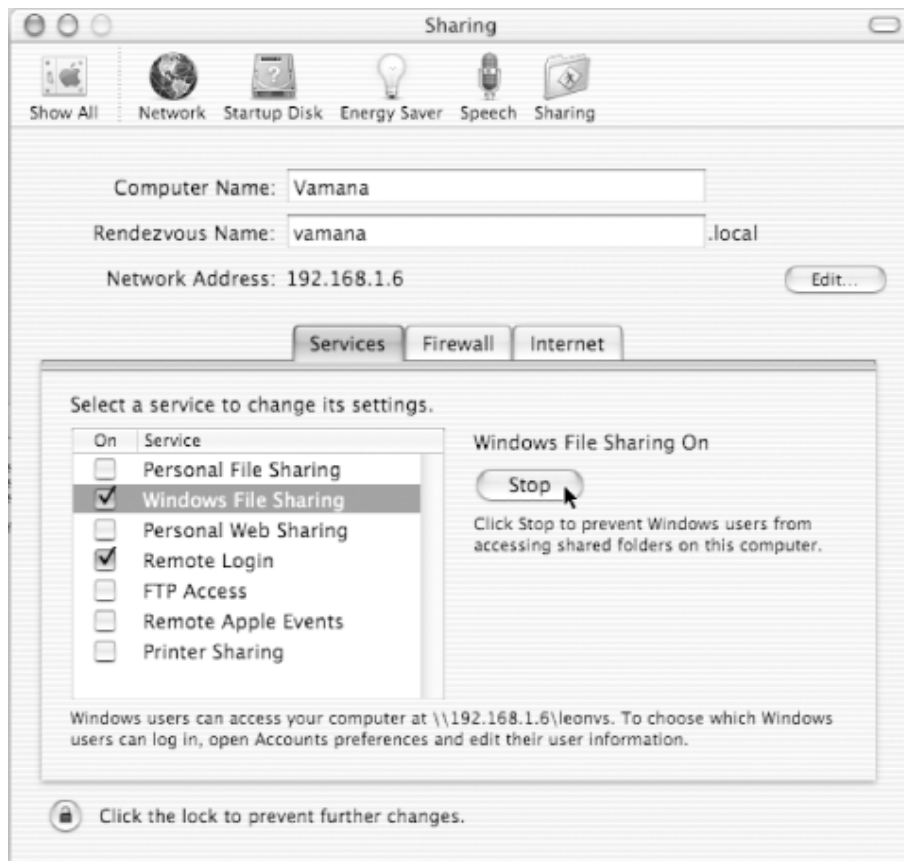 Sharing
Show All Network Startup Disk Energy Saver Speech Sharing
Computer Name: Vamana
Rendezvous Name: vamana .local
Network Address: 192.168.1.6 Edit...
Services Firewall Internet
Select a service to change its settings.
On Service
Windows File Sharing On
Personal File Sharing
Windows File Sharing
Stop
Personal Web Sharing
Click Stop to prevent Windows users from
accessing shared folders on this computer.
Remote Login
FTP Access
Remote Apple Events
Printer Sharing
Windows users can access your computer at \\192.168.1.6\leonvs. To choose which Windows
users can log in, open Accounts preferences and edit their user information.
Click the lock to prevent further changes.